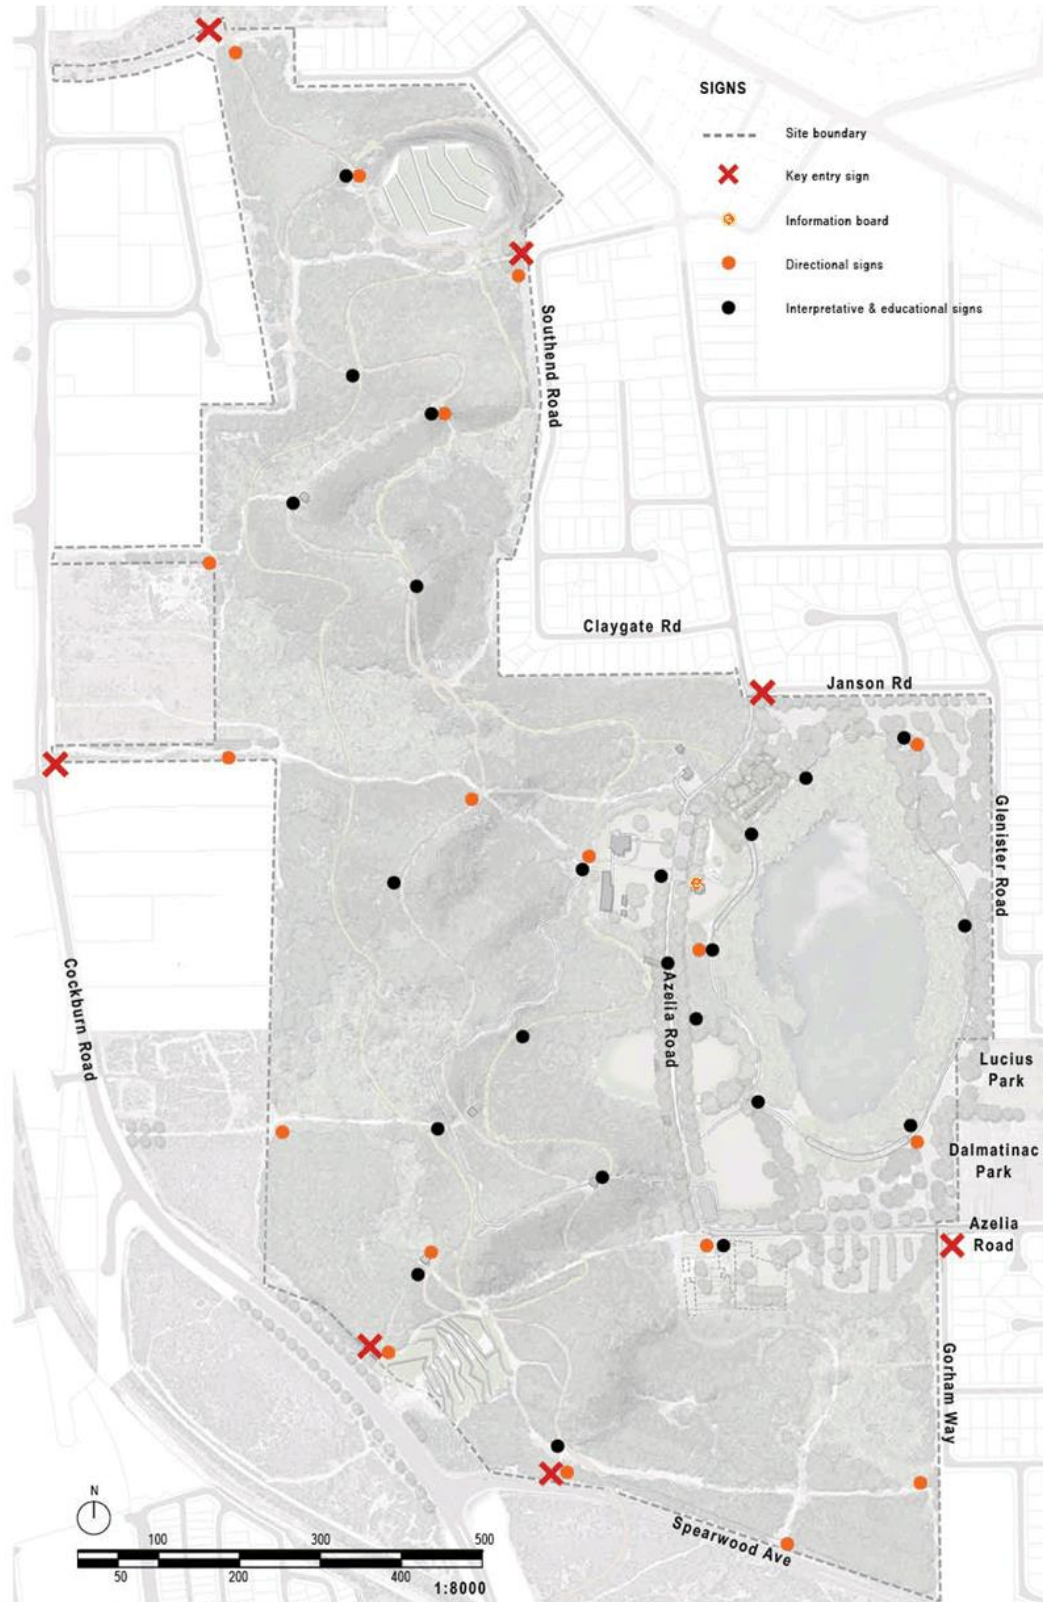 SIGNS
Site boundary
Key entry sign
Information board
Directional signs
Interpretative & educational signs
Southend Road
Claygate Rd
Janson Rd
Glenister Road
Cockburn Road
Azelia Road
Lucius
Park
Dalmatinac
Park
Azelia
Road
Gorham Way
Spearwood Ave
N
100 300 500
50 200 400
1:8000